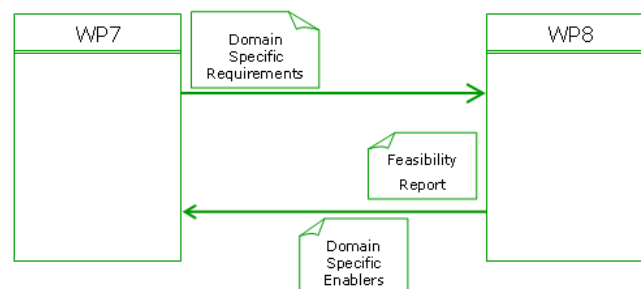 WP7
WP8
Domain
Specific
Requirements
Feasibility
Report
Domain
Specific
Enablers